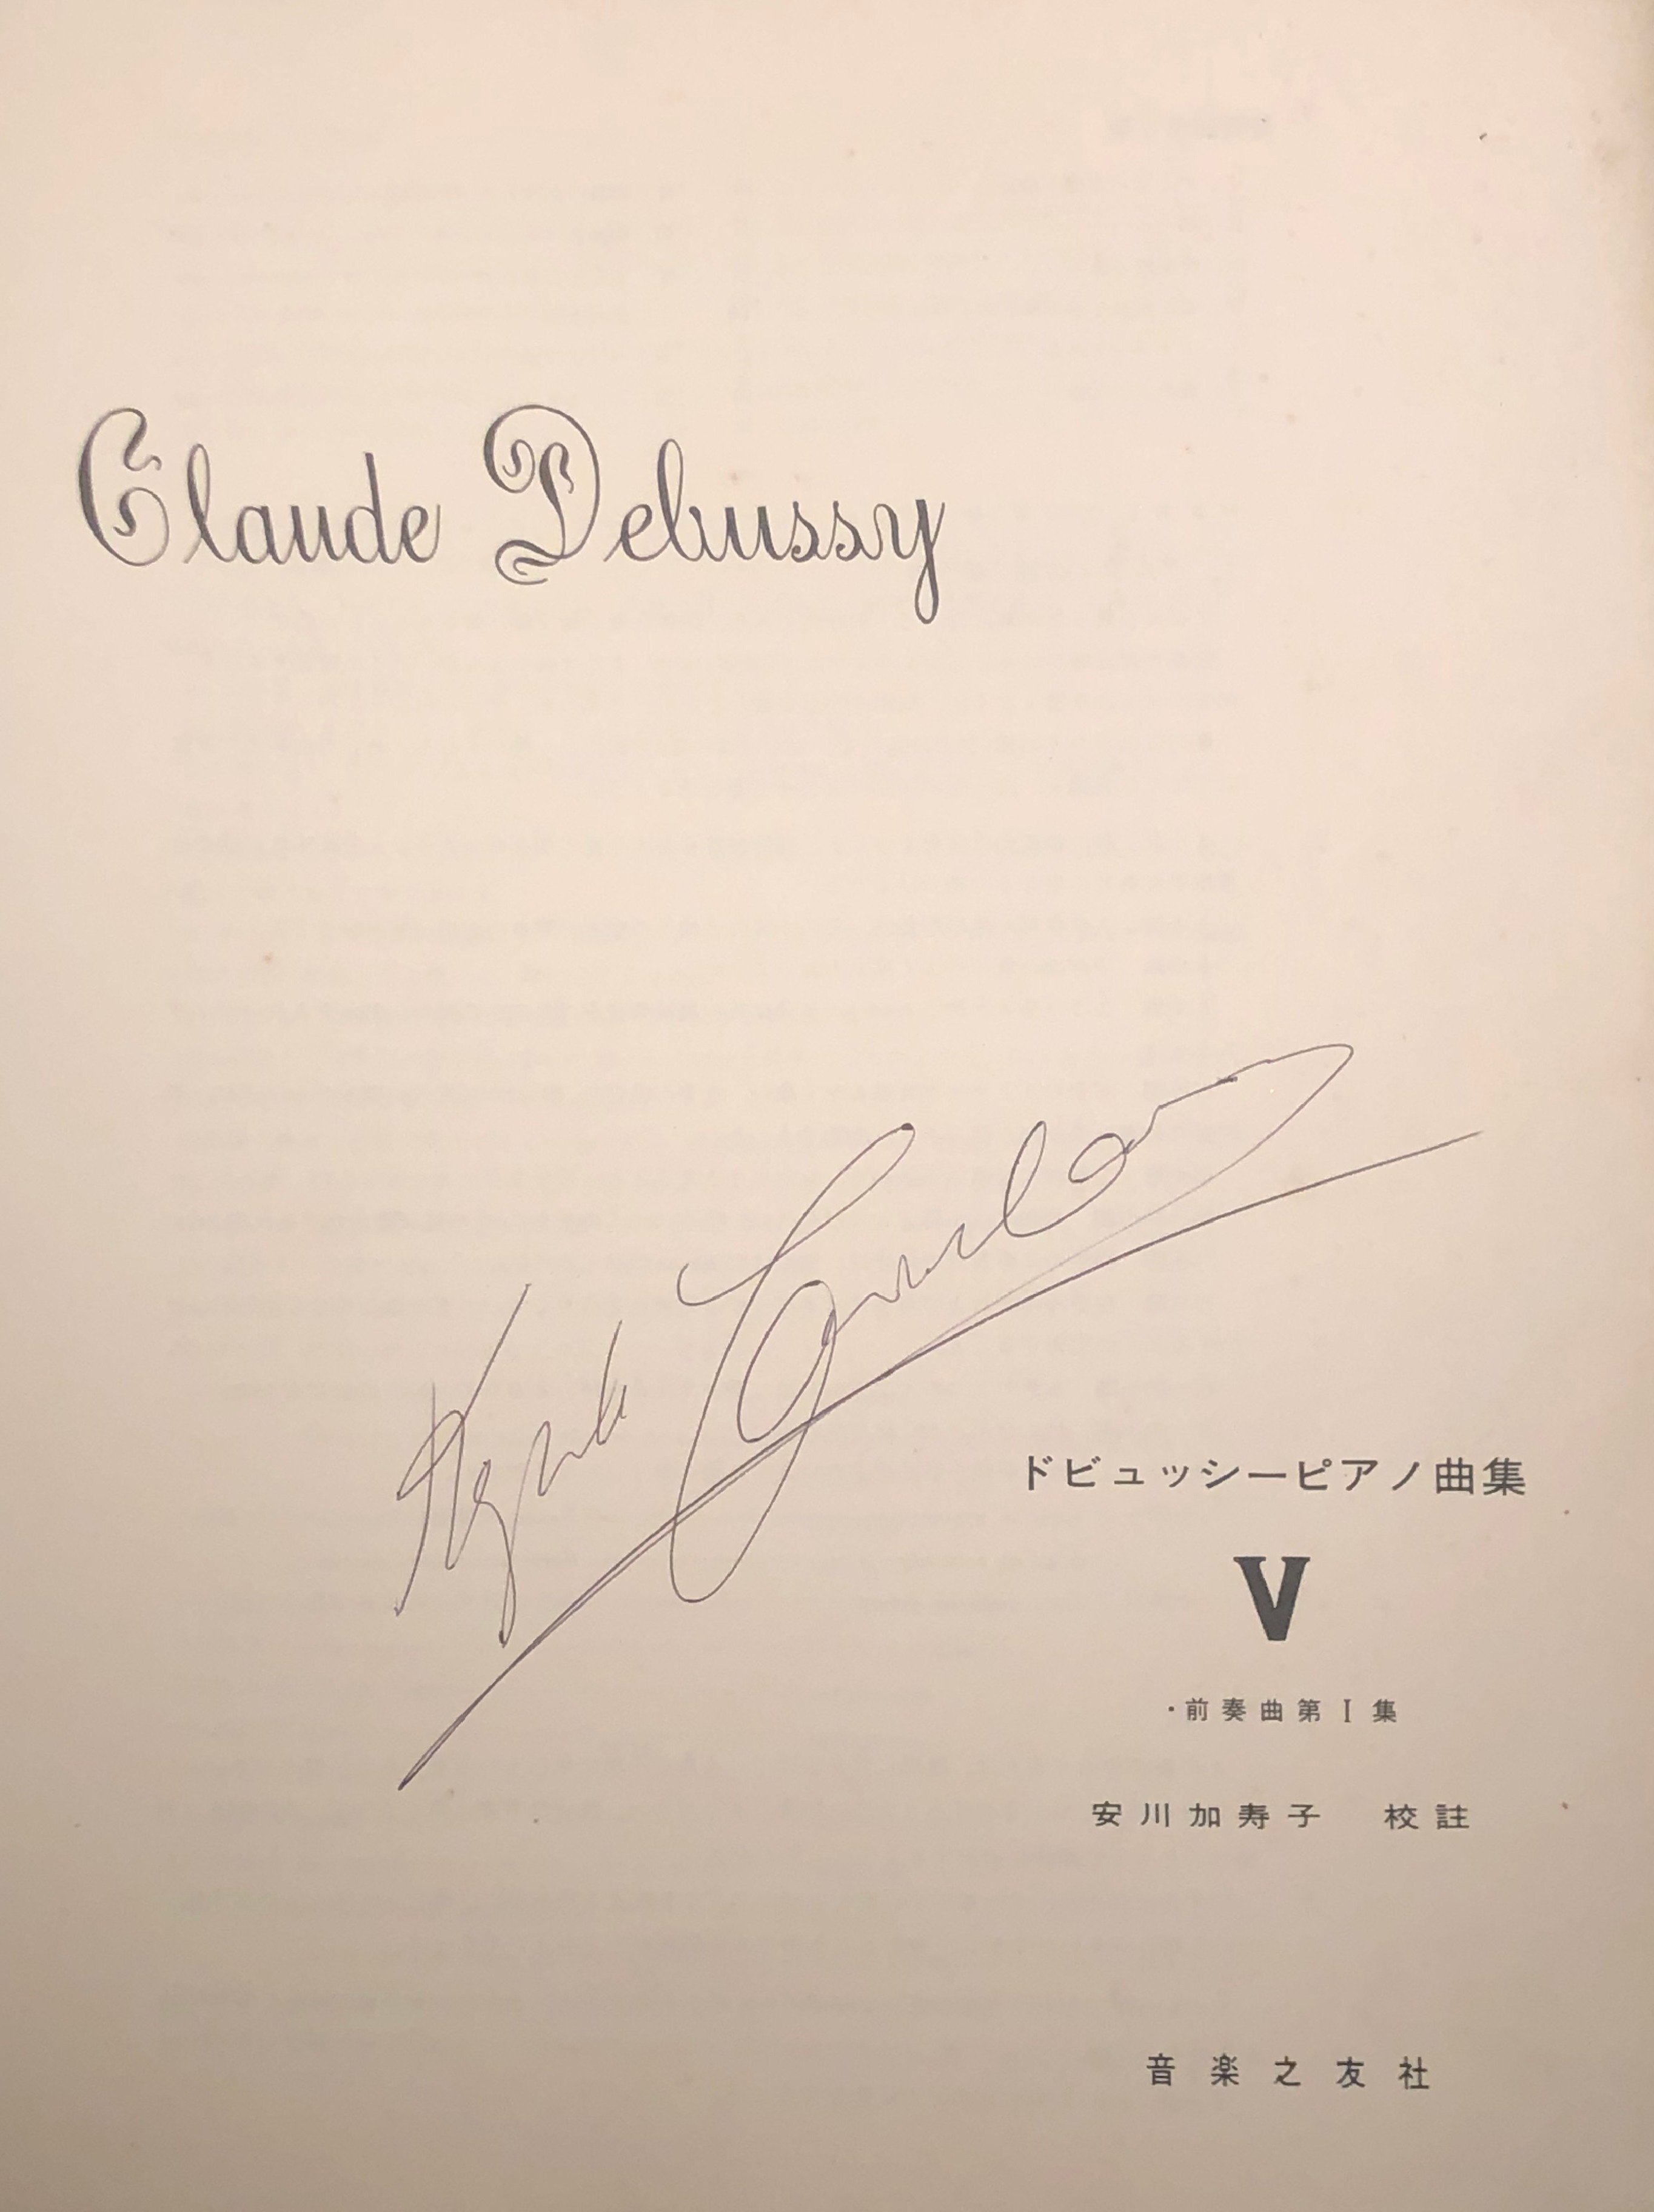 Claude Debussy
ドビュッシーピアノ曲集
V
・前奏曲第Ⅰ集
安川加寿子 校註
音楽之友社